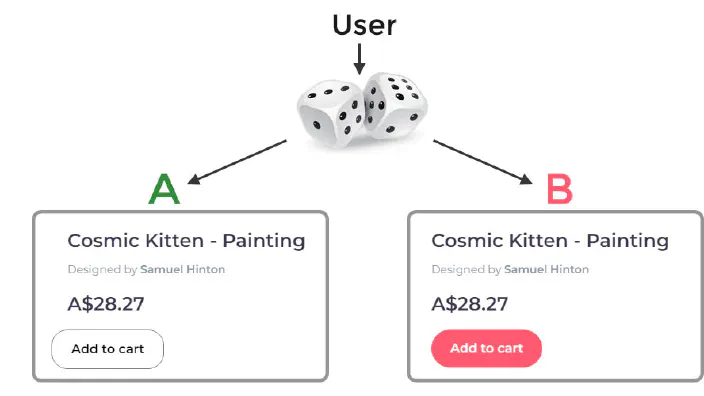 User
A
B
Cosmic Kitten - Painting
Designed by Samuel Hinton
A$28.27
Add to cart
Cosmic Kitten - Painting
Designed by Samuel Hinton
A$28.27
Add to cart